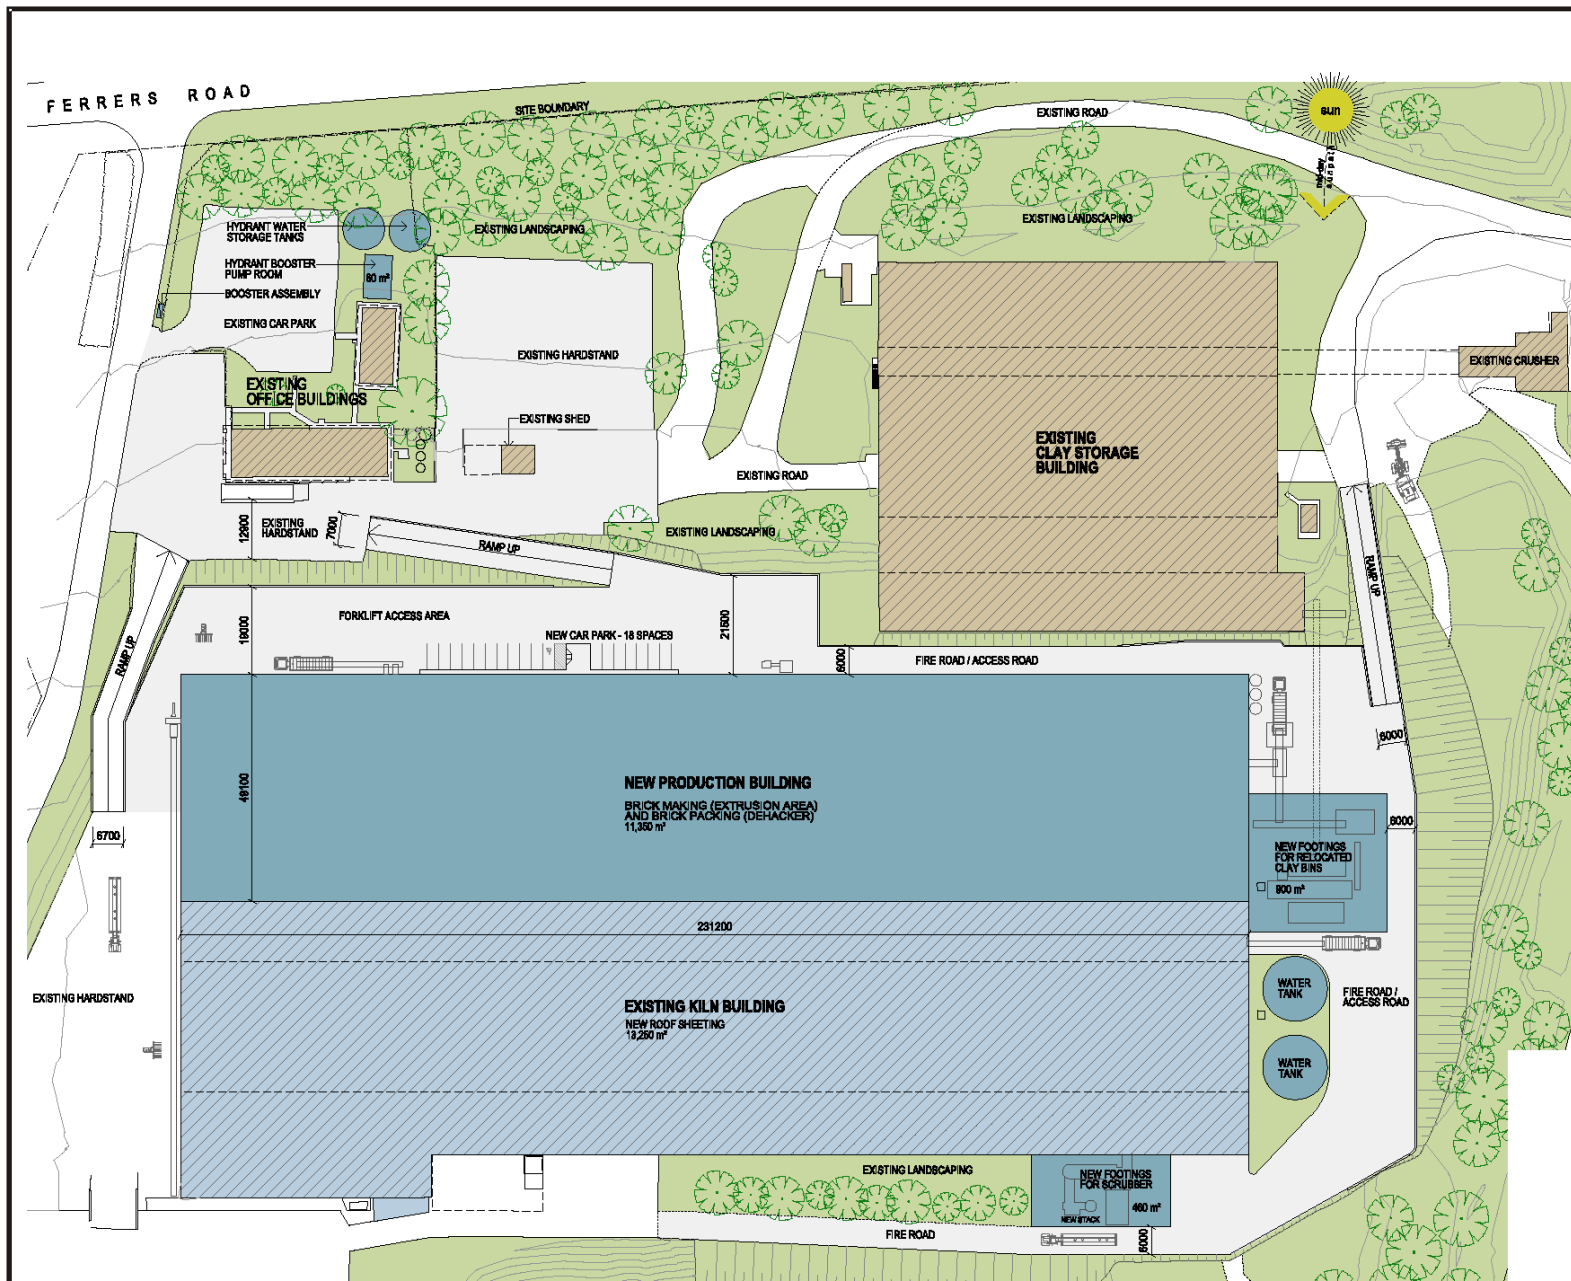 FERRERS ROAD
SITE BOUNDARY
EXISTING ROAD
sun
mid-day
sun path
HYDRANT WATER
STORAGE TANKS
EXISTING LANDSCAPING
EXISTING LANDSCAPING
HYDRANT BOOSTER
PUMP ROOM
60 m²
BOOSTER ASSEMBLY
EXISTING CAR PARK
EXISTING HARDSTAND
EXISTING CRUSHER
EXISTING
OFFICE BUILDINGS
EXISTING SHED
EXISTING
CLAY STORAGE
BUILDING
EXISTING ROAD
12900
EXISTING
HARDSTAND
7000
RAMP UP
EXISTING LANDSCAPING
RAMP UP
RAMP UP
19000
FORKLIFT ACCESS AREA
NEW CAR PARK - 18 SPACES
21500
6000
FIRE ROAD / ACCESS ROAD
6000
49100
NEW PRODUCTION BUILDING
BRICK MAKING (EXTRUSION AREA)
AND BRICK PACKING (DEHACKER)
11,350 m²
6700
6000
NEW FOOTINGS
FOR RELOCATED
CLAY BINS
900 m²
231200
EXISTING HARDSTAND
EXISTING KILN BUILDING
NEW ROOF SHEETING
13,250 m²
WATER
TANK
FIRE ROAD /
ACCESS ROAD
WATER
TANK
EXISTING LANDSCAPING
NEW FOOTINGS
FOR SCRUBBER
460 m²
NEW STACK
FIRE ROAD
6000